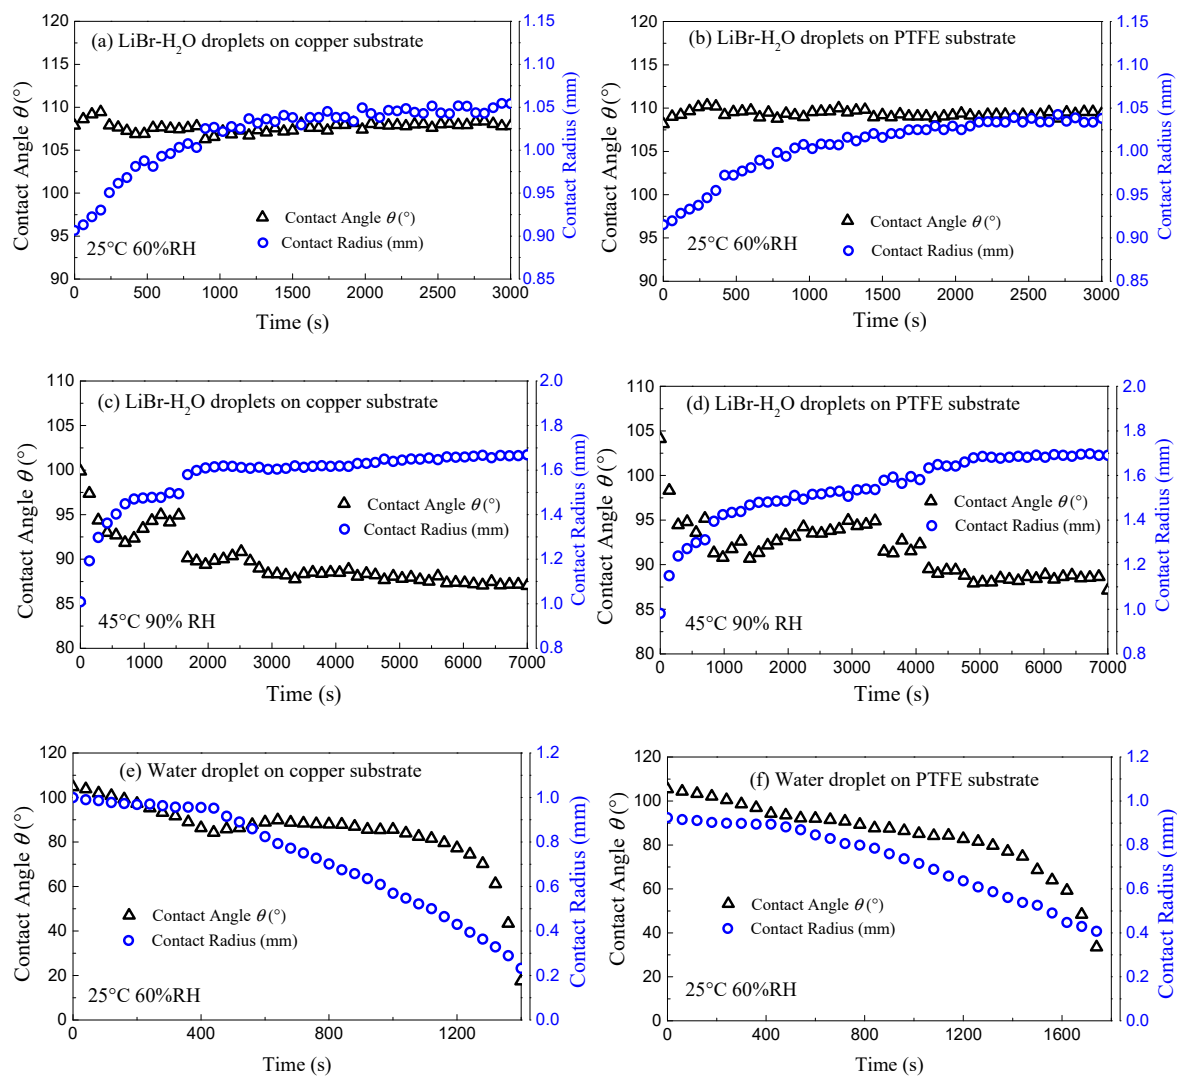 (a) LiBr-H₂O droplets on copper substrate
120
115
110
105
100
95
90
Contact Angle θ (°)
1.15
1.10
1.05
1.00
0.95
0.90
0.85
Contact Radius (mm)
Contact Angle θ (°)
Contact Radius (mm)
25°C 60%RH
0 500 1000 1500 2000 2500 3000
Time (s)
(b) LiBr-H₂O droplets on PTFE substrate
120
115
110
105
100
95
90
Contact Angle θ (°)
1.15
1.10
1.05
1.00
0.95
0.90
0.85
Contact Radius (mm)
Contact Angle θ (°)
Contact Radius (mm)
25°C 60%RH
0 500 1000 1500 2000 2500 3000
Time (s)
(c) LiBr-H₂O droplets on copper substrate
110
105
100
95
90
85
80
Contact Angle θ (°)
2.0
1.8
1.6
1.4
1.2
1.0
0.8
Contact Radius (mm)
Contact Angle θ (°)
Contact Radius (mm)
45°C 90% RH
0 1000 2000 3000 4000 5000 6000 7000
Time (s)
(d) LiBr-H₂O droplets on PTFE substrate
110
105
100
95
90
85
80
Contact Angle θ (°)
2.0
1.8
1.6
1.4
1.2
1.0
0.8
Contact Radius (mm)
Contact Angle θ (°)
Contact Radius (mm)
45°C 90% RH
0 1000 2000 3000 4000 5000 6000 7000
Time (s)
(e) Water droplet on copper substrate
120
100
80
60
40
20
0
Contact Angle θ (°)
1.2
1.0
0.8
0.6
0.4
0.2
0.0
Contact Radius (mm)
Contact Angle θ (°)
Contact Radius (mm)
25°C 60%RH
0 400 800 1200
Time (s)
(f) Water droplet on PTFE substrate
120
100
80
60
40
20
0
Contact Angle θ (°)
1.2
1.0
0.8
0.6
0.4
0.2
0.0
Contact Radius (mm)
Contact Angle θ (°)
Contact Radius (mm)
25°C 60%RH
0 400 800 1200 1600
Time (s)